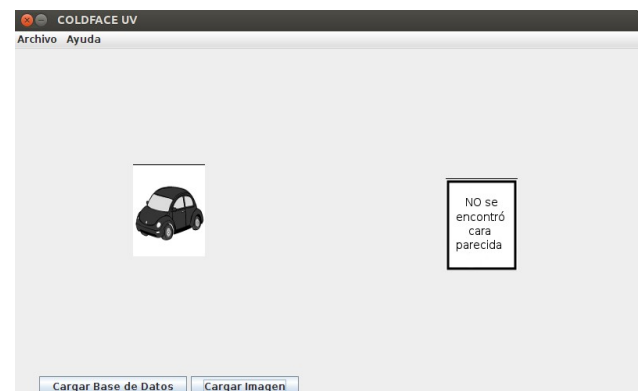 COLDFACE UV
Archivo Ayuda
NO se
encontró
cara
parecida
Cargar Base de Datos Cargar Imagen